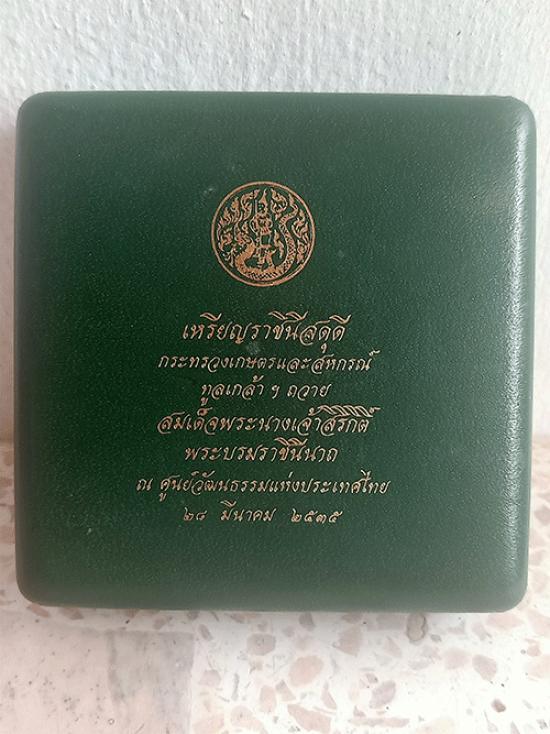 เหรียญราชินีสดุดี
กระทรวงเกษตรและสหกรณ์
ทูลเกล้า ฯ ถวาย
สมเด็จพระนางเจ้าสิริกิติ์
พระบรมราชินีนาถ
ณ ศูนย์วัฒนธรรมแห่งประเทศไทย
๒๘ มีนาคม ๒๕๓๕